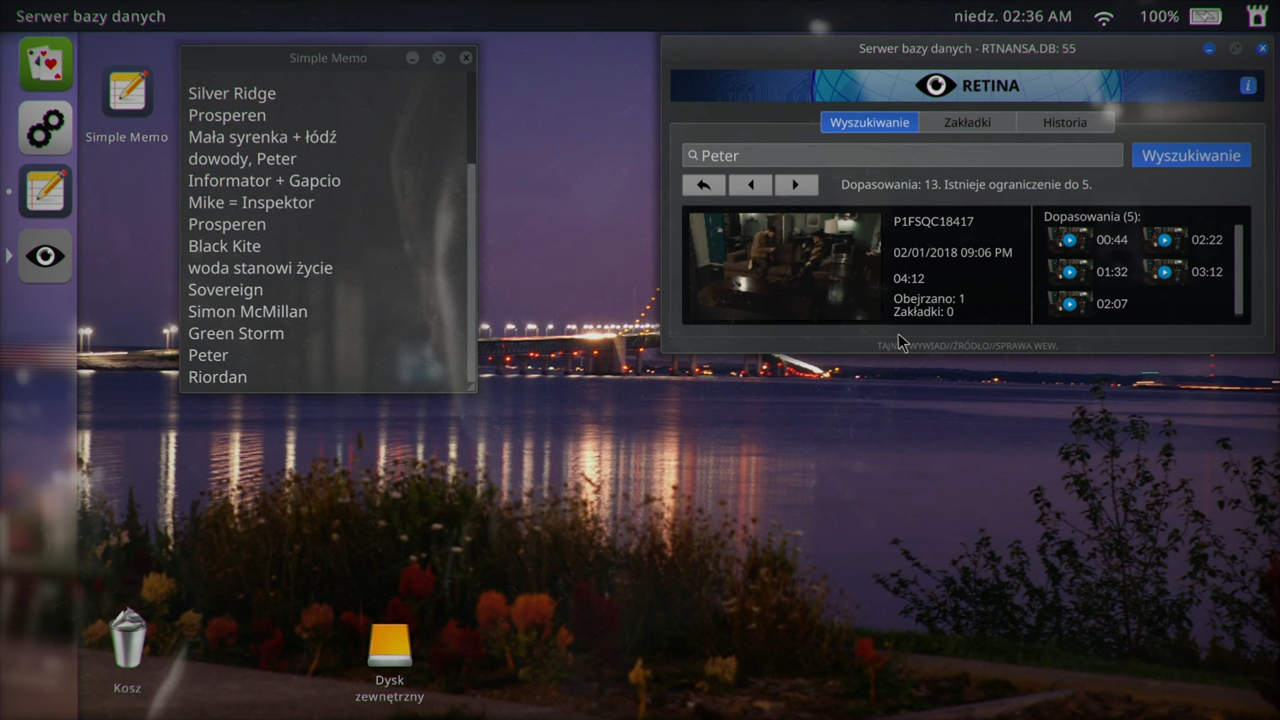 Serwer bazy danych
niedz. 02:36 AM
100%
Simple Memo
Simple Memo
Silver Ridge
Prosperen
Mała syrenka + łódź
dowody, Peter
Informator + Gapcio
Mike = Inspektor
Prosperen
Black Kite
woda stanowi życie
Sovereign
Simon McMillan
Green Storm
Peter
Riordan
Serwer bazy danych - RTNANSA.DB: 55
RETINA
Wyszukiwanie
Zakładki
Historia
Peter
Wyszukiwanie
Dopasowania: 13. Istnieje ograniczenie do 5.
P1FSQC18417
02/01/2018 09:06 PM
04:12
Obejrzano: 1
Zakładki: 0
Dopasowania (5):
00:44
02:22
01:32
03:12
02:07
WYWIAD//ŹRÓDŁO//SPRAWA WEW.
Kosz
Dysk
zewnętrzny